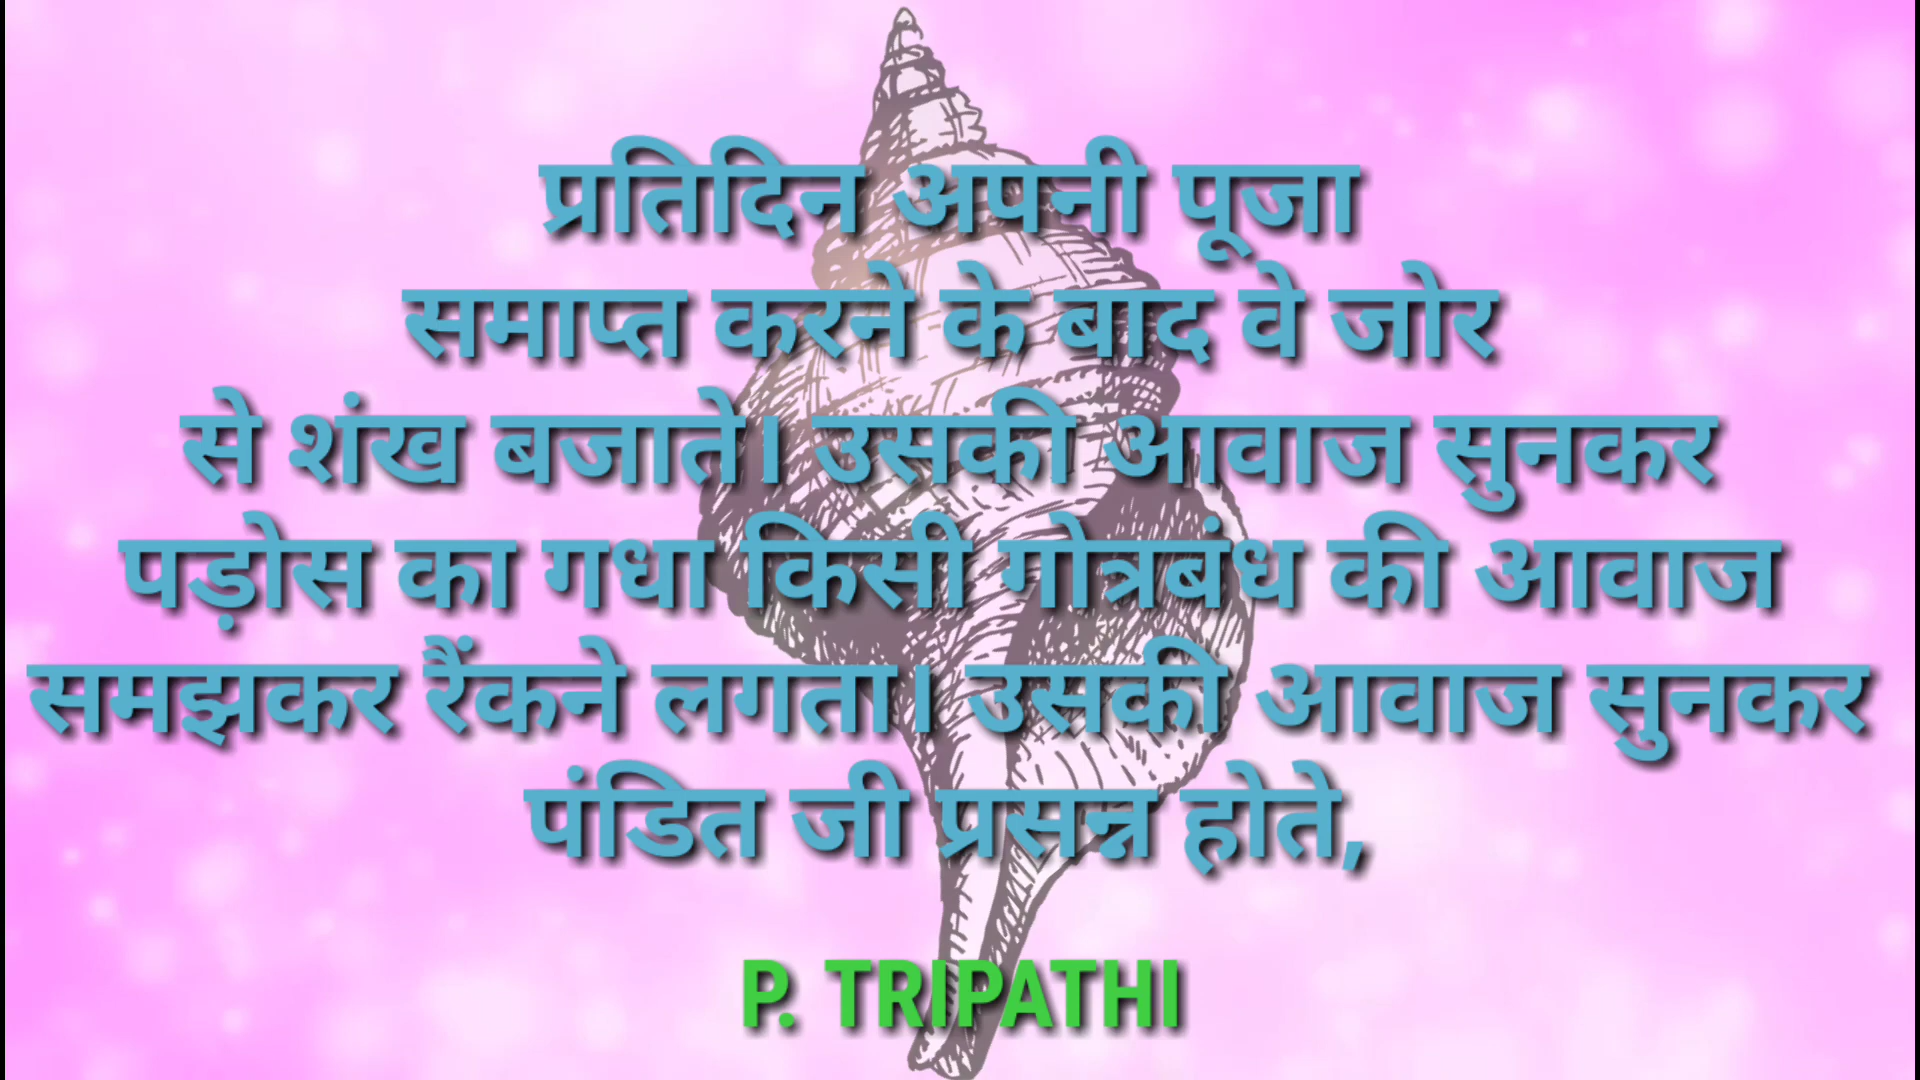 प्रतिदिन अपनी पूजा
समाप्त करने के बाद वे जोर
से शंख बजाते। उसकी आवाज सुनकर
पड़ोस का गधा किसी गोत्रबंध की आवाज
समझकर रैंकने लगता। उसकी आवाज सुनकर
पंडित जी प्रसन्न होते,
P. TRIPATHI